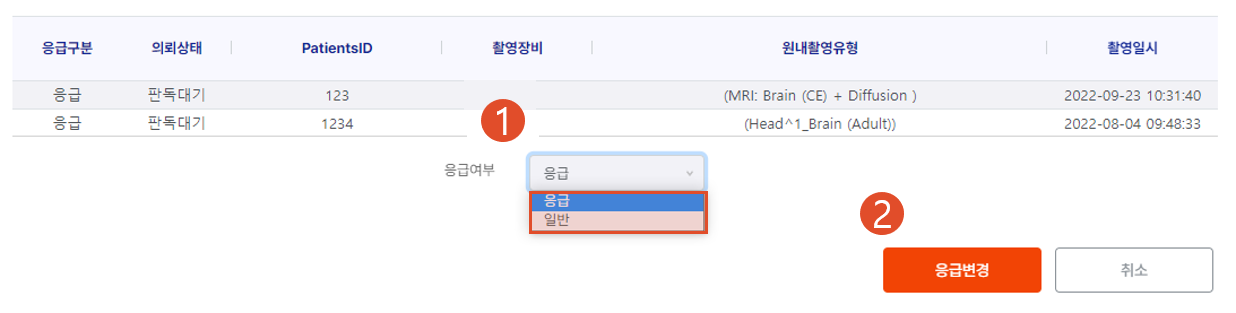 응급구분 의뢰상태 PatientsID 촬영장비 원내촬영유형 촬영일시
응급 판독대기 123 (MRI: Brain (CE) + Diffusion ) 2022-09-23 10:31:40
응급 판독대기 1234 (Head^1_Brain (Adult)) 2022-08-04 09:48:33
1
응급여부 응급
응급
일반
2
응급변경 취소